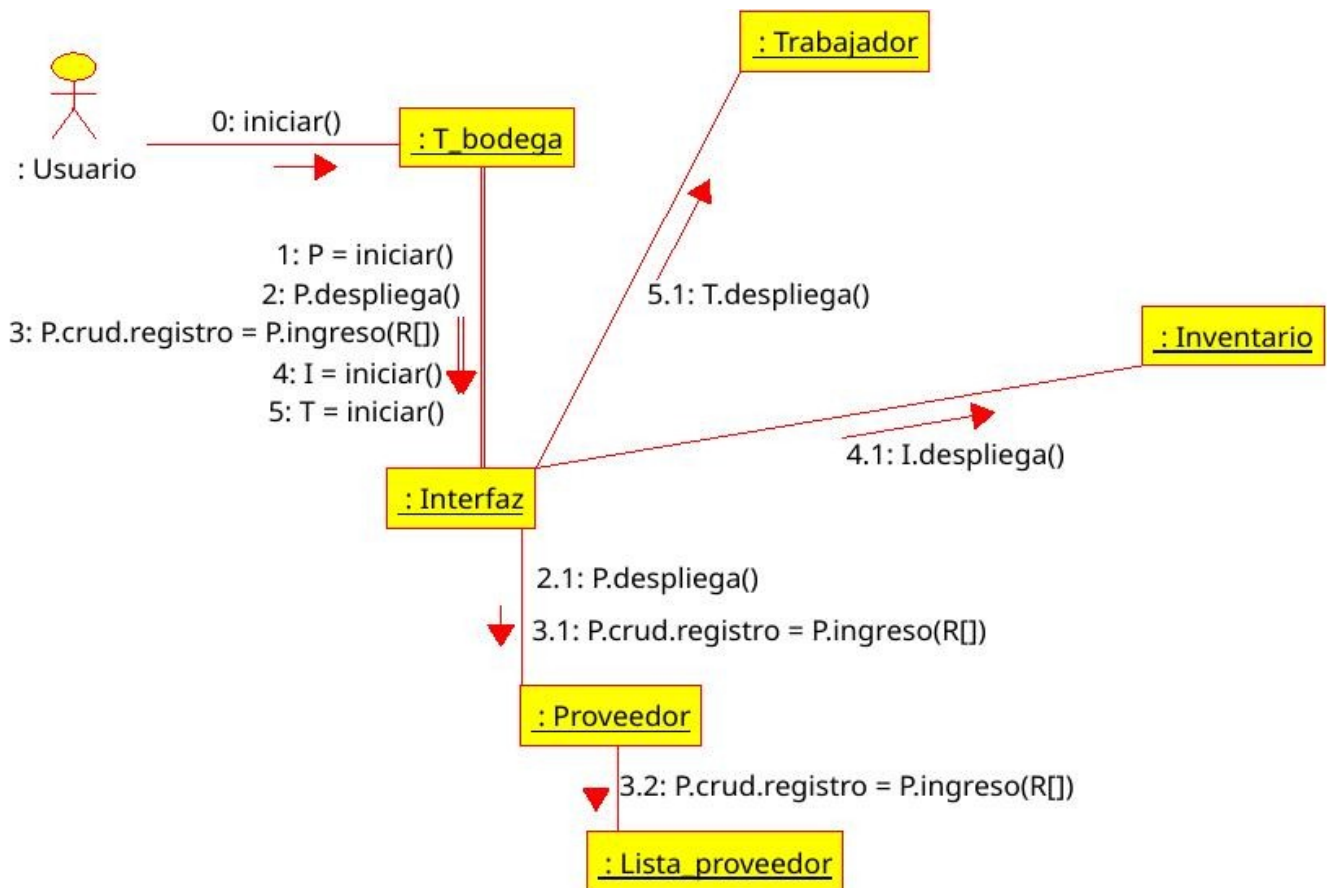 : Trabajador
0: iniciar()
: T_bodega
: Usuario
1: P = iniciar()
2: P.despliega()
3: P.crud.registro = P.ingreso(R[])
4: I = iniciar()
5: T = iniciar()
5.1: T.despliega()
: Inventario
4.1: I.despliega()
: Interfaz
2.1: P.despliega()
3.1: P.crud.registro = P.ingreso(R[])
: Proveedor
3.2: P.crud.registro = P.ingreso(R[])
: Lista_proveedor